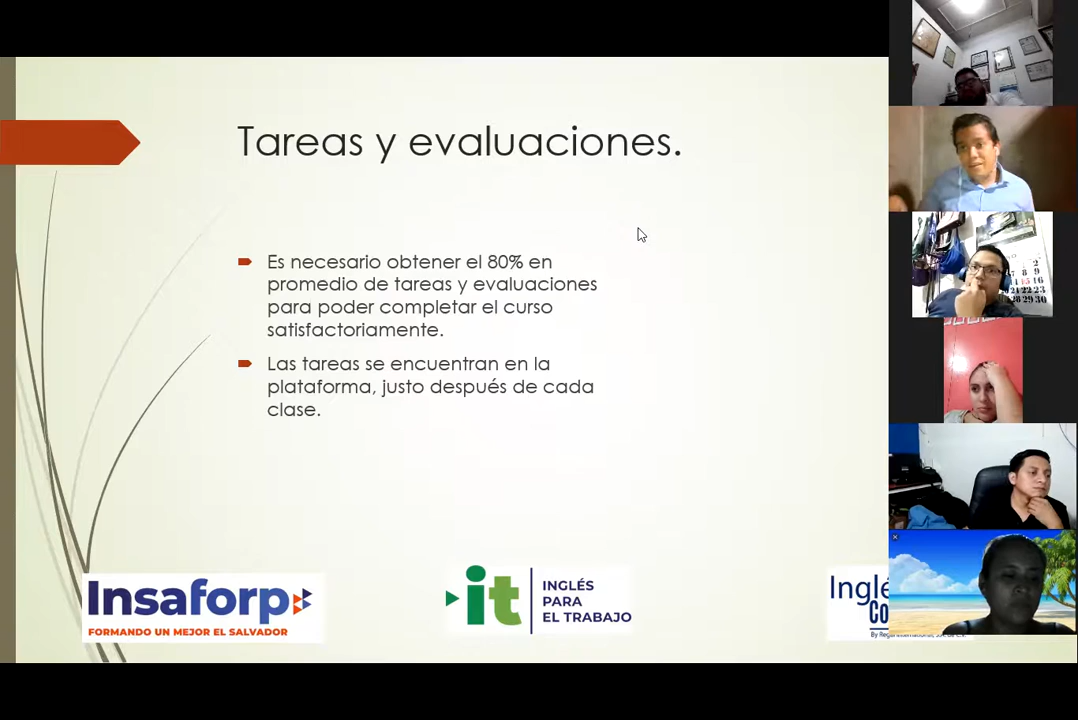 Tareas y evaluaciones.
Es necesario obtener el 80% en
promedio de tareas y evaluaciones
para poder completar el curso
satisfactoriamente.
Las tareas se encuentran en la
plataforma, justo después de cada
clase.
Insaforp
FORMANDO UN MEJOR EL SALVADOR
it
INGLÉS
PARA
EL TRABAJO
Inglé
Co